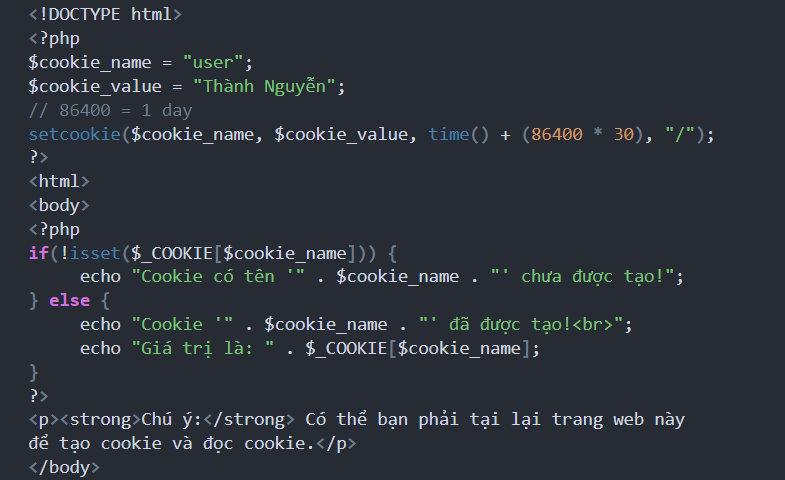 <!DOCTYPE html>
<?php
$cookie_name = "user";
$cookie_value = "Thành Nguyễn";
// 86400 = 1 day
setcookie($cookie_name, $cookie_value, time() + (86400 * 30), "/");
?>
<html>
<body>
<?php
if(!isset($_COOKIE[$cookie_name])) {
     echo "Cookie có tên '" . $cookie_name . "' chưa được tạo!";
} else {
     echo "Cookie '" . $cookie_name . "' đã được tạo!<br>";
     echo "Giá trị là: " . $_COOKIE[$cookie_name];
}
?>
<p><strong>Chú ý:</strong> Có thể bạn phải tại lại trang web này
để tạo cookie và đọc cookie.</p>
</body>